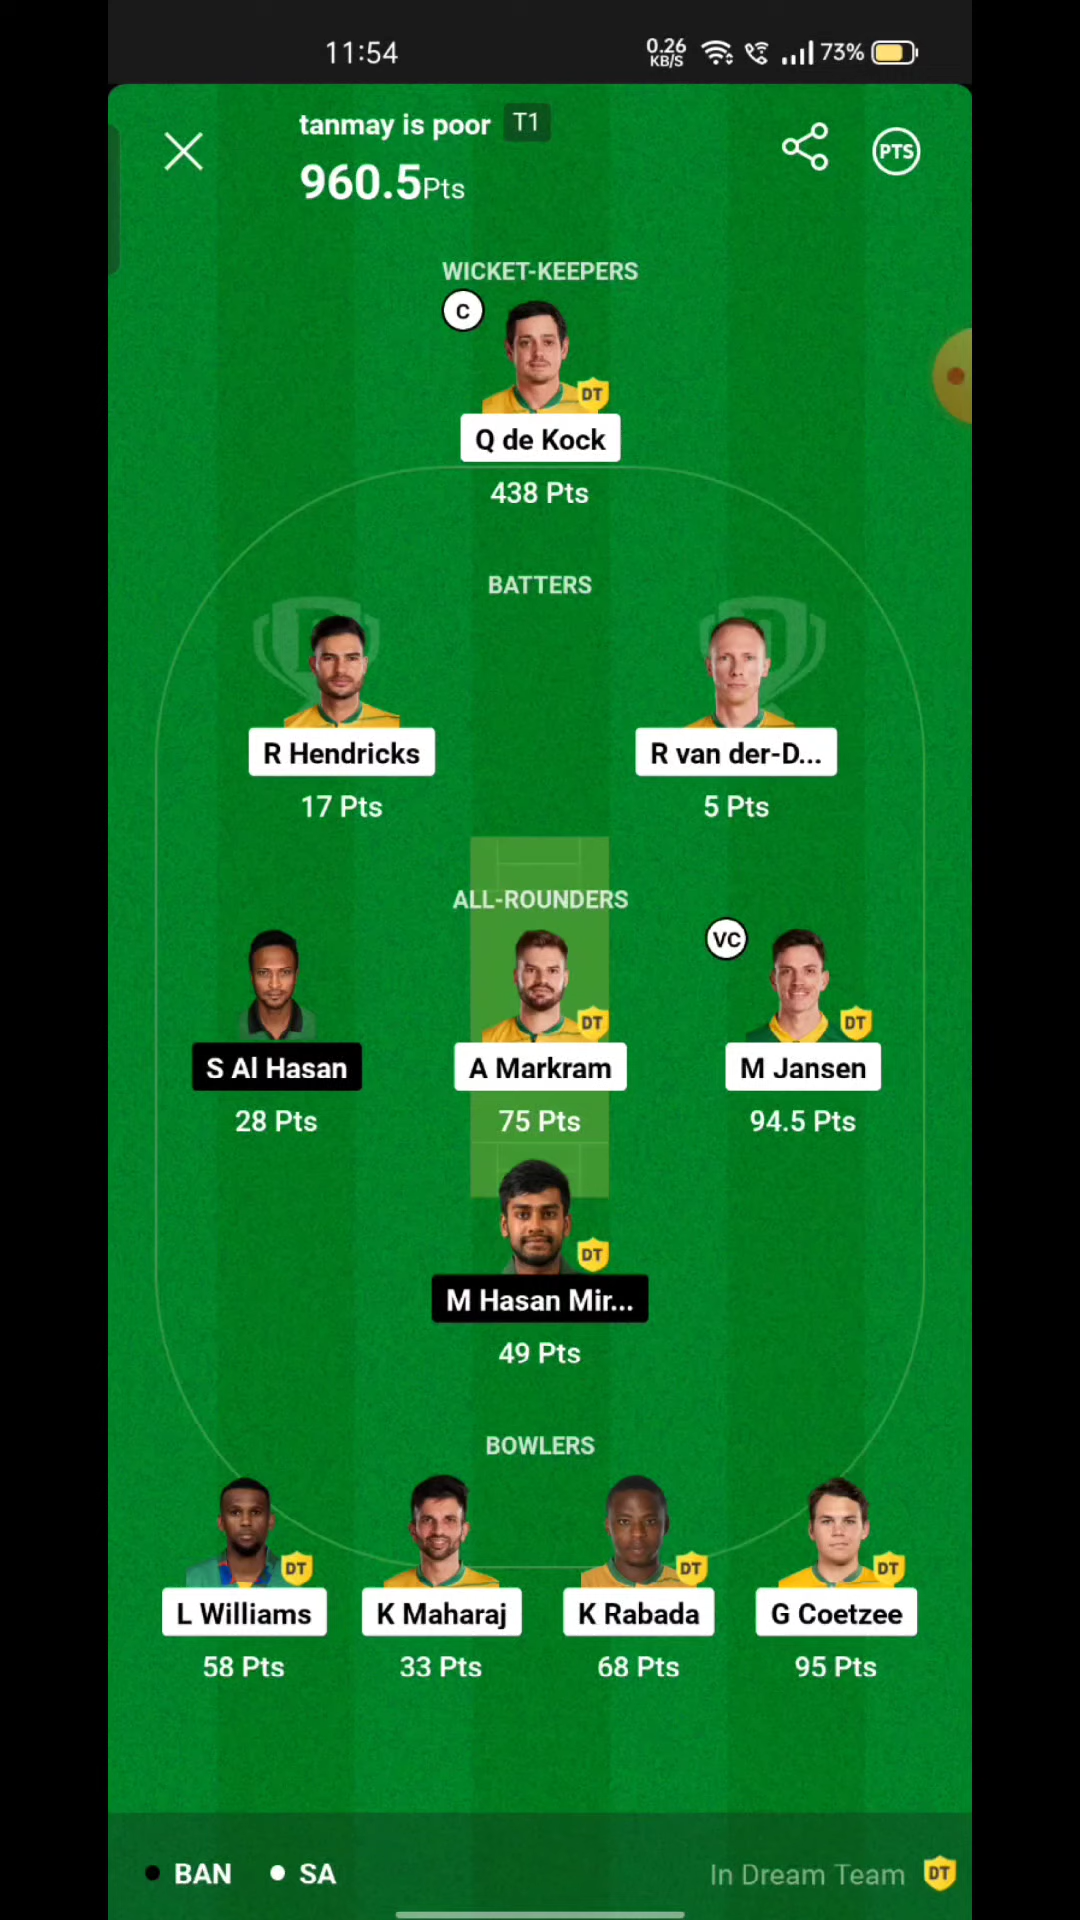 11:54
0.26
KB/S
73%
tanmay is poor T1
960.5Pts
PTS
WICKET-KEEPERS
C
DT
Q de Kock
438 Pts
BATTERS
R Hendricks
R van der-D...
17 Pts
5 Pts
ALL-ROUNDERS
VC
DT
DT
S Al Hasan
A Markram
M Jansen
28 Pts
75 Pts
94.5 Pts
DT
M Hasan Mir...
49 Pts
BOWLERS
DT
DT
DT
L Williams
K Maharaj
K Rabada
G Coetzee
58 Pts
33 Pts
68 Pts
95 Pts
BAN
SA
In Dream Team DT